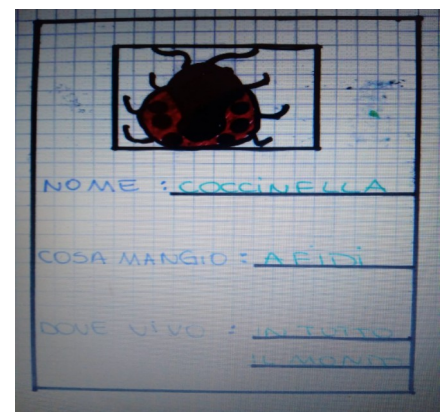 NOME : COCCINELLA
COSA MANGIO : AFIDI
DOVE VIVO : IN TUTTO
IL MONDO